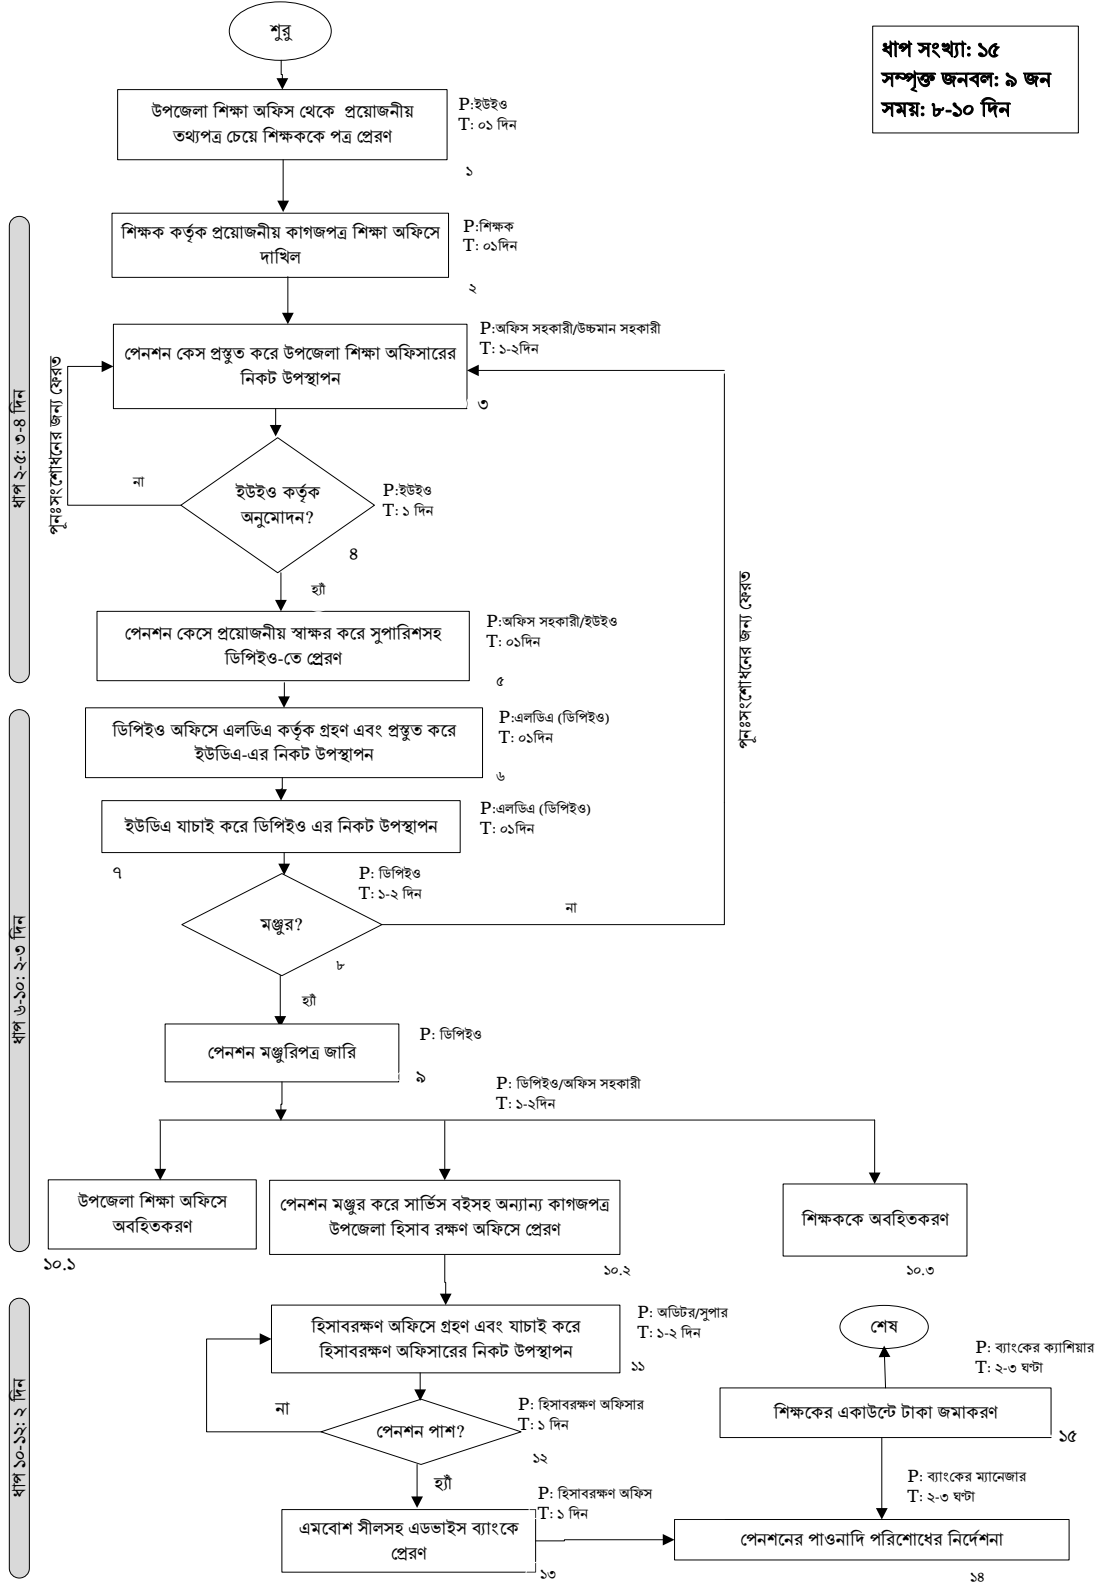 শুরু
ধাপ সংখ্যা: ১৫
সম্পৃক্ত জনবল: ৯ জন
সময়: ৮-১০ দিন
উপজেলা শিক্ষা অফিস থেকে প্রয়োজনীয়
তথ্যপত্র চেয়ে শিক্ষককে পত্র প্রেরণ
P:ইউইও
T: ০১ দিন
১
শিক্ষক কর্তৃক প্রয়োজনীয় কাগজপত্র শিক্ষা অফিসে
দাখিল
P:শিক্ষক
T: ০১দিন
২
পেনশন কেস প্রস্তুত করে উপজেলা শিক্ষা অফিসারের
নিকট উপস্থাপন
P:অফিস সহকারী/উচ্চমান সহকারী
T: ১-২দিন
৩
পূনঃসংশোধনের জন্য ফেরত
ধাপ ২-৫: ৩-৪ দিন
না
ইউইও কর্তৃক
অনুমোদন?
P:ইউইও
T: ১ দিন
৪
হ্যাঁ
পেনশন কেসে প্রয়োজনীয় স্বাক্ষর করে সুপারিশসহ
ডিপিইও-তে প্রেরণ
P:অফিস সহকারী/ইউইও
T: ০১দিন
৫
পূনঃসংশোধনের জন্য ফেরত
ডিপিইও অফিসে এলডিএ কর্তৃক গ্রহণ এবং প্রস্তুত করে
ইউডিএ-এর নিকট উপস্থাপন
P:এলডিএ (ডিপিইও)
T: ০১দিন
৬
ইউডিএ যাচাই করে ডিপিইও এর নিকট উপস্থাপন
P:এলডিএ (ডিপিইও)
T: ০১দিন
৭
P: ডিপিইও
T: ১-২ দিন
মঞ্জুর?
না
৮
হ্যাঁ
ধাপ ৬-১০: ২-৩ দিন
পেনশন মঞ্জুরিপত্র জারি
P: ডিপিইও
৯
P: ডিপিইও/অফিস সহকারী
T: ১-২দিন
উপজেলা শিক্ষা অফিসে
অবহিতকরণ
১০.১
পেনশন মঞ্জুর করে সার্ভিস বইসহ অন্যান্য কাগজপত্র
উপজেলা হিসাব রক্ষণ অফিসে প্রেরণ
১০.২
শিক্ষককে অবহিতকরণ
১০.৩
হিসাবরক্ষণ অফিসে গ্রহণ এবং যাচাই করে
হিসাবরক্ষণ অফিসারের নিকট উপস্থাপন
P: অডিটর/সুপার
T: ১-২ দিন
১১
শেষ
P: ব্যাংকের ক্যাশিয়ার
T: ২-৩ ঘণ্টা
ধাপ ১০-১২: ২ দিন
না
পেনশন পাশ?
P: হিসাবরক্ষণ অফিসার
T: ১ দিন
১২
শিক্ষকের একাউন্টে টাকা জমাকরণ
১৫
হ্যাঁ
P: ব্যাংকের ম্যানেজার
T: ২-৩ ঘণ্টা
এমবোশ সীলসহ এডভাইস ব্যাংকে
প্রেরণ
P: হিসাবরক্ষণ অফিস
T: ১ দিন
১৩
পেনশনের পাওনাদি পরিশোধের নির্দেশনা
১৪